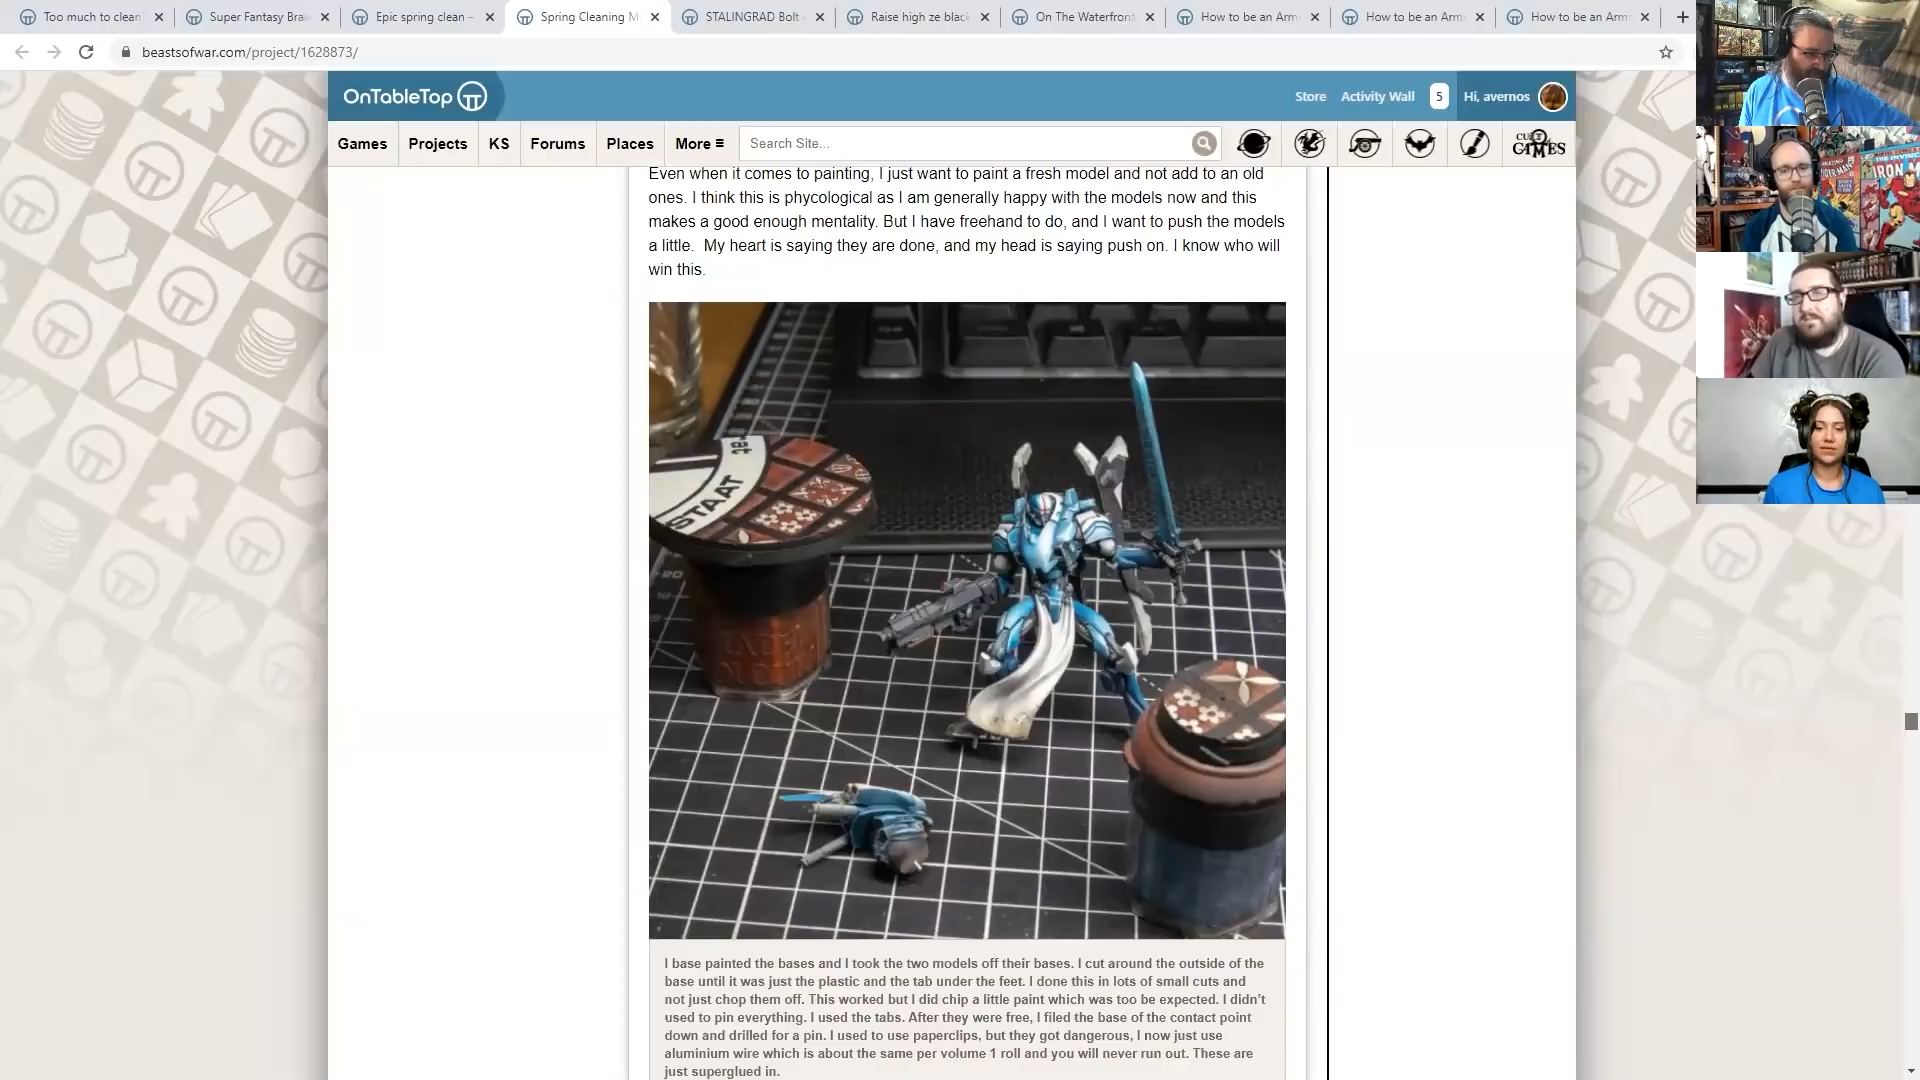 Too much to clean
Super Fantasy Braw
Epic spring clean –
Spring Cleaning M
STALINGRAD Bolt
Raise high ze black
On The Waterfront
How to be an Arm
How to be an Arm
How to be an Arm
beastsofwar.com/project/1628873/
OnTableTop
Store
Activity Wall
5
Hi, avernos
Games
Projects
KS
Forums
Places
More ≡
Search Site...
CULT OF GAMES
Even when it comes to painting, I just want to paint a fresh model and not add to an old
ones. I think this is phycological as I am generally happy with the models now and this
makes a good enough mentality. But I have freehand to do, and I want to push the models
a little. My heart is saying they are done, and my head is saying push on. I know who will
win this.
STAAT
I base painted the bases and I took the two models off their bases. I cut around the outside of the
base until it was just the plastic and the tab under the feet. I done this in lots of small cuts and
not just chop them off. This worked but I did chip a little paint which was too be expected. I didn't
used to pin everything. I used the tabs. After they were free, I filed the base of the contact point
down and drilled for a pin. I used to use paperclips, but they got dangerous, I now just use
aluminium wire which is about the same per volume 1 roll and you will never run out. These are
just superglued in.
IRON M